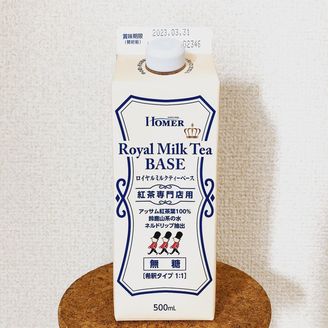 賞味期限
(開封前)
2023.03.31
02346
HOMER
Royal Milk Tea
BASE
ロイヤルミルクティーベース
紅茶専門店用
アッサム紅茶葉100%
鈴鹿山系の水
ネルドリップ抽出
無糖
[希釈タイプ 1:1]
500mL